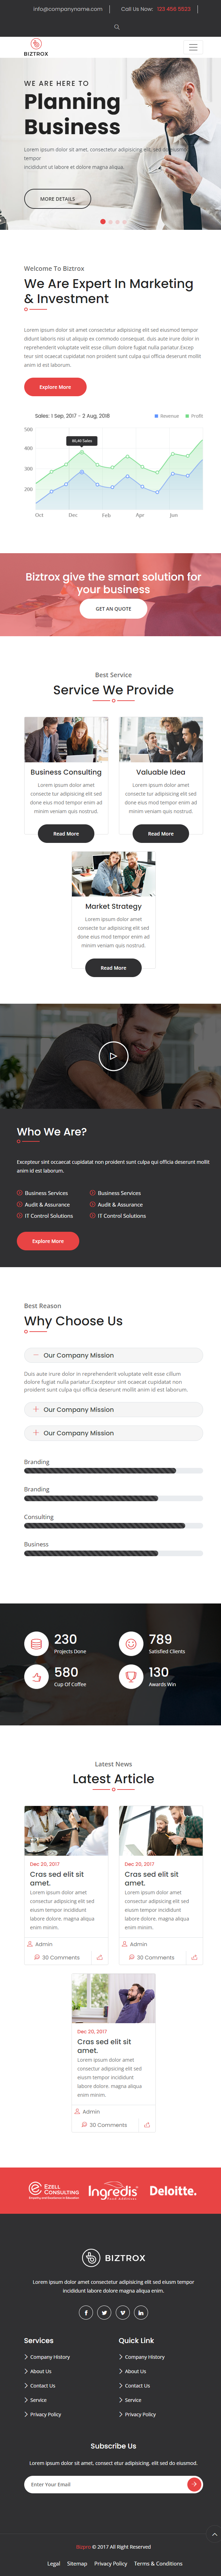 info@companyname.com
Call Us Now: 123 456 5523
BIZTROX
WE ARE HERE TO
Planning
Business
Lorem ipsum dolor sit amet, consectetur adipisicing elit, sed do eiusmod
tempor
incididunt ut labore et dolore magna aliqua.
MORE DETAILS
Welcome To Biztrox
We Are Expert In Marketing
& Investment
Lorem ipsum dolor sit amet consectetur adipisicing elit sed eiusmod tempor
incididunt labore nisi ut aliquip ex commodo consequat. duis aute irure dolor in
reprehenderit voluptate velit esse cillum dolore fugiat nulla pariatur Excep
teur sint ocaecat cupidatat non proident sunt culpa qui officia deserunt mollit
anim id est laborum.
Explore More
Sales: 1 Sep, 2017 - 2 Aug, 2018
Revenue
Profit
500
400
300
200
Oct
Dec
Feb
Apr
Jun
Biztrox give the smart solution for
your business
GET AN QUOTE
Best Service
Service We Provide
Business Consulting
Lorem ipsum dolor amet
consecte tur adipisicing elit sed
done eius mod tempor enim ad
minim veniam quis nostrud.
Read More
Valuable Idea
Lorem ipsum dolor amet
consecte tur adipisicing elit sed
done eius mod tempor enim ad
minim veniam quis nostrud.
Read More
Market Strategy
Lorem ipsum dolor amet
consecte tur adipisicing elit sed
done eius mod tempor enim ad
minim veniam quis nostrud.
Read More
Who We Are?
Excepteur sint occaecat cupidatat non proident sunt culpa qui officia deserunt mollit
anim id est laborum.
Business Services
Audit & Assurance
IT Control Solutions
Business Services
Audit & Assurance
IT Control Solutions
Explore More
Best Reason
Why Choose Us
Our Company Mission
Duis aute irure dolor in reprehenderit voluptate velit esse cillum
dolore fugiat nulla pariatur Excepteur sint ocaecat cupidatat non
proident sunt culpa qui officia deserunt mollit anim id est laborum.
Our Company Mission
Our Company Mission
Branding
Branding
Consulting
Business
230
Projects Done
789
Satisfied Clients
580
Cup Of Coffee
130
Awards Win
Latest News
Latest Article
Dec 20, 2017
Cras sed elit sit
amet.
Lorem ipsum dolor amet
consectetur adipisicing elit sed
eiusm tempor incididunt
labore dolore. magna aliqua
enim minim.
Admin
30 Comments
Dec 20, 2017
Cras sed elit sit
amet.
Lorem ipsum dolor amet
consectetur adipisicing elit sed
eiusm tempor incididunt
labore dolore. magna aliqua
enim minim.
Admin
30 Comments
Dec 20, 2017
Cras sed elit sit
amet.
Lorem ipsum dolor amet
consectetur adipisicing elit sed
eiusm tempor incididunt
labore dolore. magna aliqua
enim minim.
Admin
30 Comments
EZELL
CONSULTING
Ingredis
Deloitte.
BIZTROX
Lorem ipsum dolor amet consectetur adipisicing elit sed eiusm tempor
incididunt labore dolore magna aliqua enim.
Services
Company History
About Us
Contact Us
Service
Privacy Policy
Quick Link
Company History
About Us
Contact Us
Service
Privacy Policy
Subscribe Us
Lorem ipsum dolor sit amet, consect etur adipisicing, elit sed do eiusmod.
Enter Your Email
© 2017 All Right Reserved
Legal Sitemap Privacy Policy Terms & Conditions